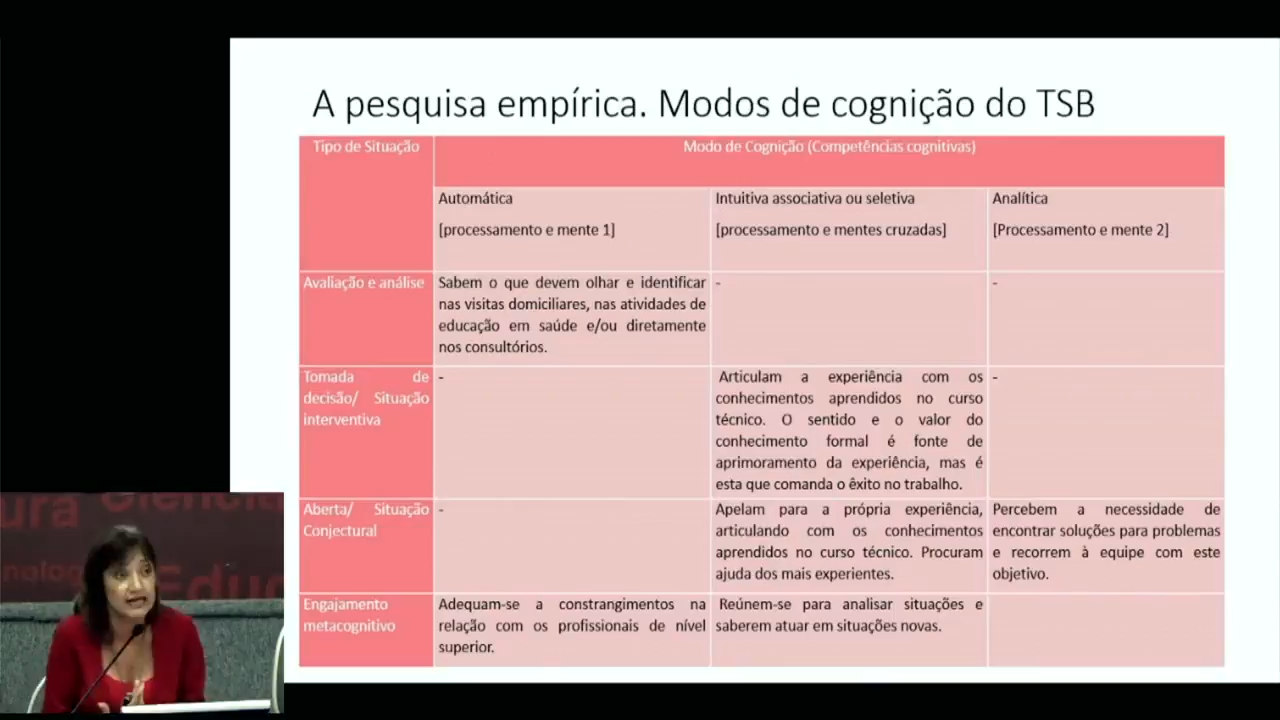 A pesquisa empírica. Modos de cognição do TSB
Tipo de Situação
Modo de Cognição (Competências cognitivas)
Automática
[processamento e mente 1]
Intuitiva associativa ou seletiva
[processamento e mentes cruzadas]
Analítica
[Processamento e mente 2]
Avaliação e análise
Sabem o que devem olhar e identificar
nas visitas domiciliares, nas atividades de
educação em saúde e/ou diretamente
nos consultórios.
-
-
Tomada de
decisão/ Situação
interventiva
-
Articulam a experiência com os
conhecimentos aprendidos no curso
técnico. O sentido e o valor do
conhecimento formal é fonte de
aprimoramento da experiência, mas é
esta que comanda o êxito no trabalho.
-
Aberta/ Situação
Conjectural
-
Apelam para a própria experiência,
articulando com os conhecimentos
aprendidos no curso técnico. Procuram
ajuda dos mais experientes.
Percebem a necessidade de
encontrar soluções para problemas
e recorrem à equipe com este
objetivo.
Engajamento
metacognitivo
Adequam-se a constrangimentos na
relação com os profissionais de nível
superior.
Reúnem-se para analisar situações e
saberem atuar em situações novas.